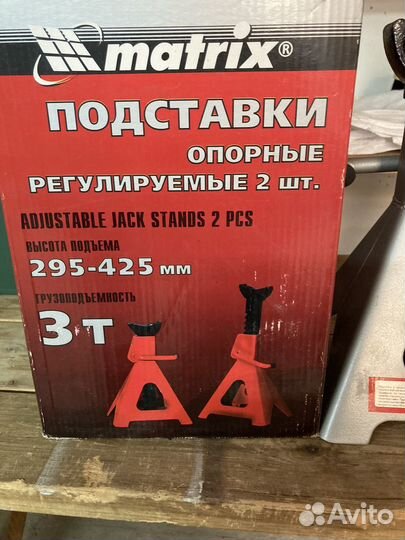 matrix®
ПОДСТАВКИ
ОПОРНЫЕ
РЕГУЛИРУЕМЫЕ 2 шт.
ADJUSTABLE JACK STANDS 2 PCS
ВЫСОТА ПОДЪЕМА
295-425 мм
ГРУЗОПОДЪЕМНОСТЬ
3 т
Avito